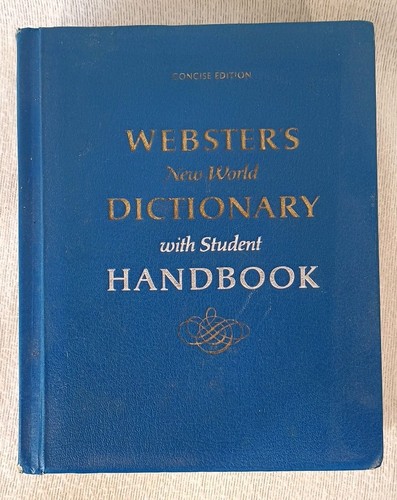 CONCISE EDITION
WEBSTERS
New World
DICTIONARY
with Student
HANDBOOK